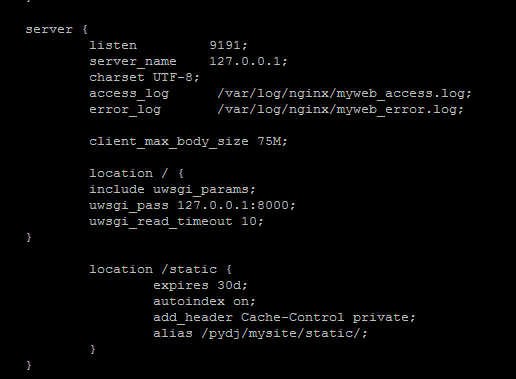 server {
listen 9191;
server_name 127.0.0.1;
charset UTF-8;
access_log /var/log/nginx/myweb_access.log;
error_log /var/log/nginx/myweb_error.log;
client_max_body_size 75M;
location / {
include uwsgi_params;
uwsgi_pass 127.0.0.1:8000;
uwsgi_read_timeout 10;
}
location /static {
expires 30d;
autoindex on;
add_header Cache-Control private;
alias /pydj/mysite/static/;
}
}